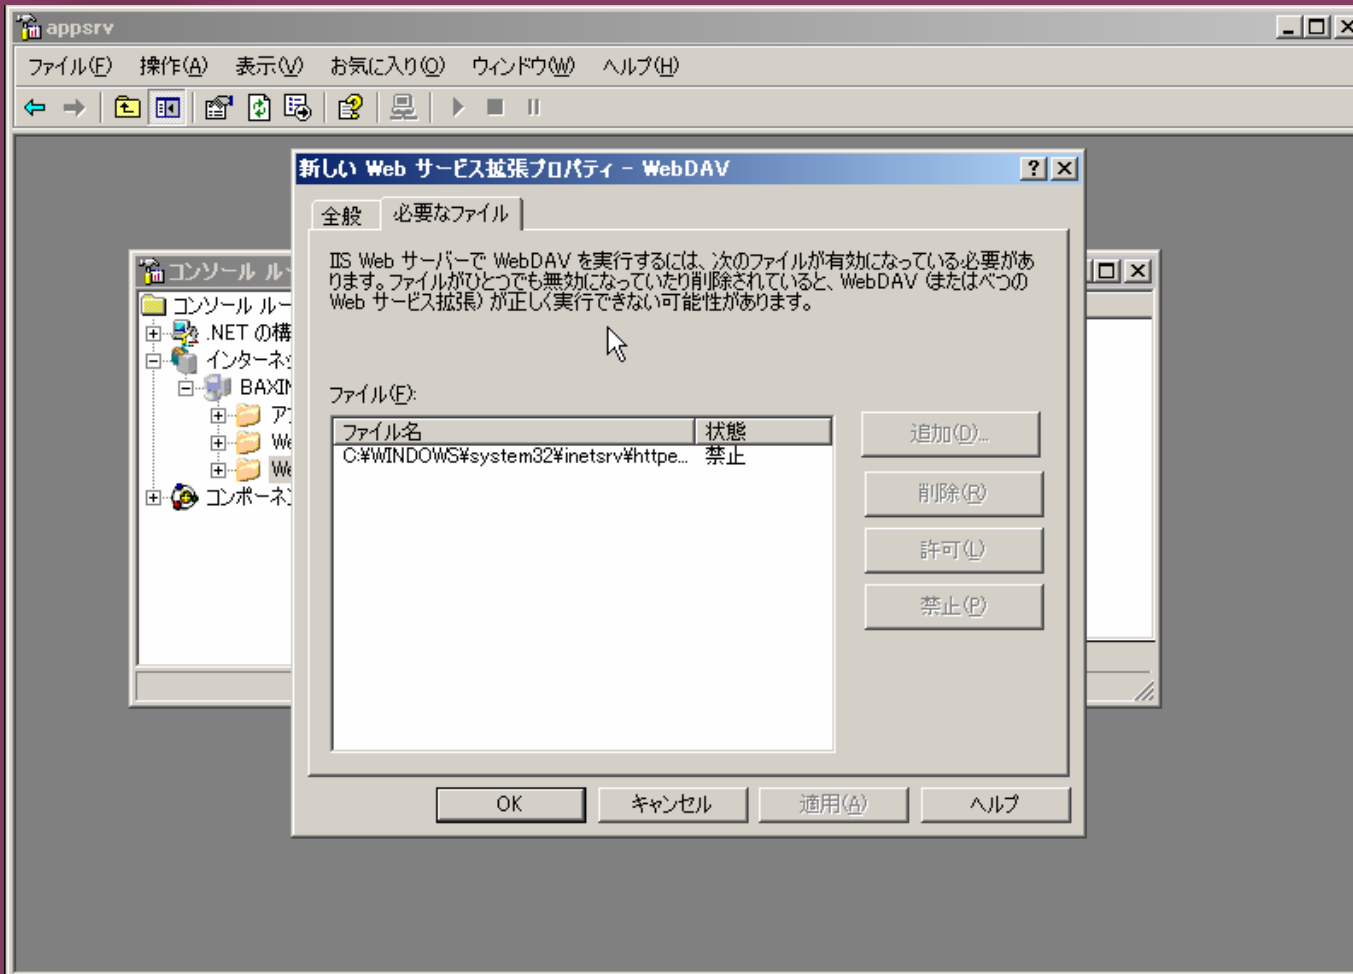 appsrv
ファイル(F) 操作(A) 表示(V) お気に入り(O) ウィンドウ(W) ヘルプ(H)
新しい Web サービス拡張プロパティ - WebDAV
全般 必要なファイル
IIS Web サーバーで WebDAV を実行するには、次のファイルが有効になっている必要があ
ります。ファイルがひとつでも無効になっていたり削除されていると、WebDAV (またはべつの
Web サービス拡張) が正しく実行できない可能性があります。
コンソール ル
コンソール ルー
.NET の構
インターネ
BAXIN
ア
We
We
コンポーネ
ファイル(F):
ファイル名 状態
C:¥WINDOWS¥system32¥inetsrv¥httpe... 禁止
追加(D)...
削除(R)
許可(L)
禁止(P)
OK キャンセル 適用(A) ヘルプ